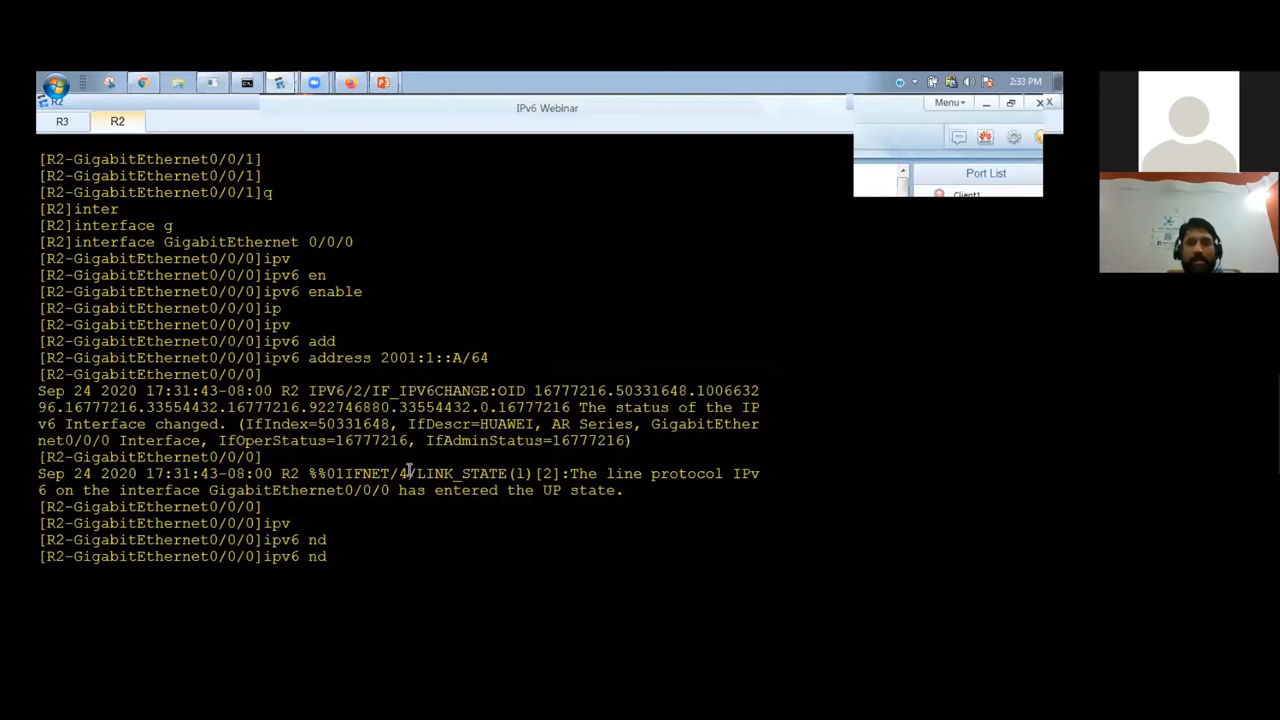 2:33 PM
R2
IPv6 Webinar
Menu
R3
R2
Port List
Client1
[R2-GigabitEthernet0/0/1]
[R2-GigabitEthernet0/0/1]
[R2-GigabitEthernet0/0/1]q
[R2]inter
[R2]interface g
[R2]interface GigabitEthernet 0/0/0
[R2-GigabitEthernet0/0/0]ipv
[R2-GigabitEthernet0/0/0]ipv6 en
[R2-GigabitEthernet0/0/0]ipv6 enable
[R2-GigabitEthernet0/0/0]ip
[R2-GigabitEthernet0/0/0]ipv
[R2-GigabitEthernet0/0/0]ipv6 add
[R2-GigabitEthernet0/0/0]ipv6 address 2001:1::A/64
[R2-GigabitEthernet0/0/0]
Sep 24 2020 17:31:43-08:00 R2 IPV6/2/IF_IPV6CHANGE:OID 16777216.50331648.1006632
96.16777216.33554432.16777216.922746880.33554432.0.16777216 The status of the IP
v6 Interface changed. (IfIndex=50331648, IfDescr=HUAWEI, AR Series, GigabitEther
net0/0/0 Interface, IfOperStatus=16777216, IfAdminStatus=16777216)
[R2-GigabitEthernet0/0/0]
Sep 24 2020 17:31:43-08:00 R2 %%01IFNET/4/LINK_STATE(l)[2]:The line protocol IPv
6 on the interface GigabitEthernet0/0/0 has entered the UP state.
[R2-GigabitEthernet0/0/0]
[R2-GigabitEthernet0/0/0]ipv
[R2-GigabitEthernet0/0/0]ipv6 nd
[R2-GigabitEthernet0/0/0]ipv6 nd